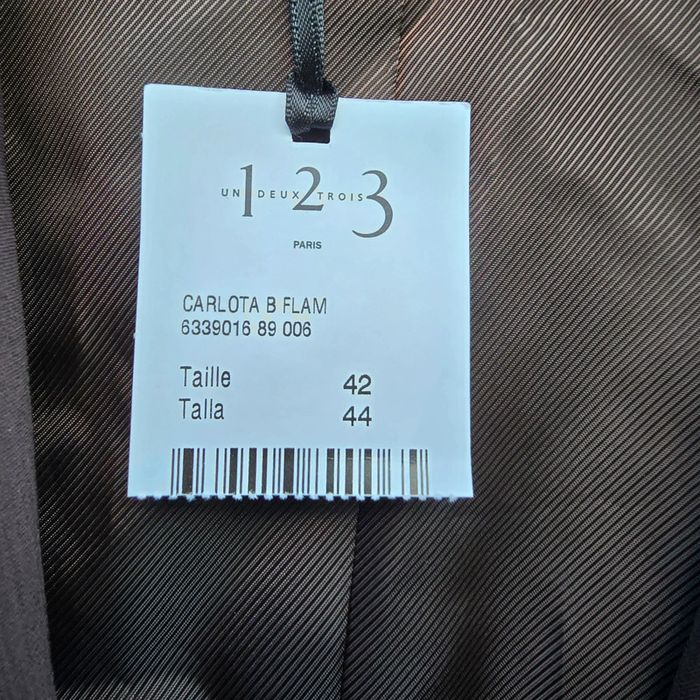 UN 1 DEUX 2 TROIS 3
PARIS
CARLOTA B FLAM
6339016 89 006
Taille 42
Talla 44